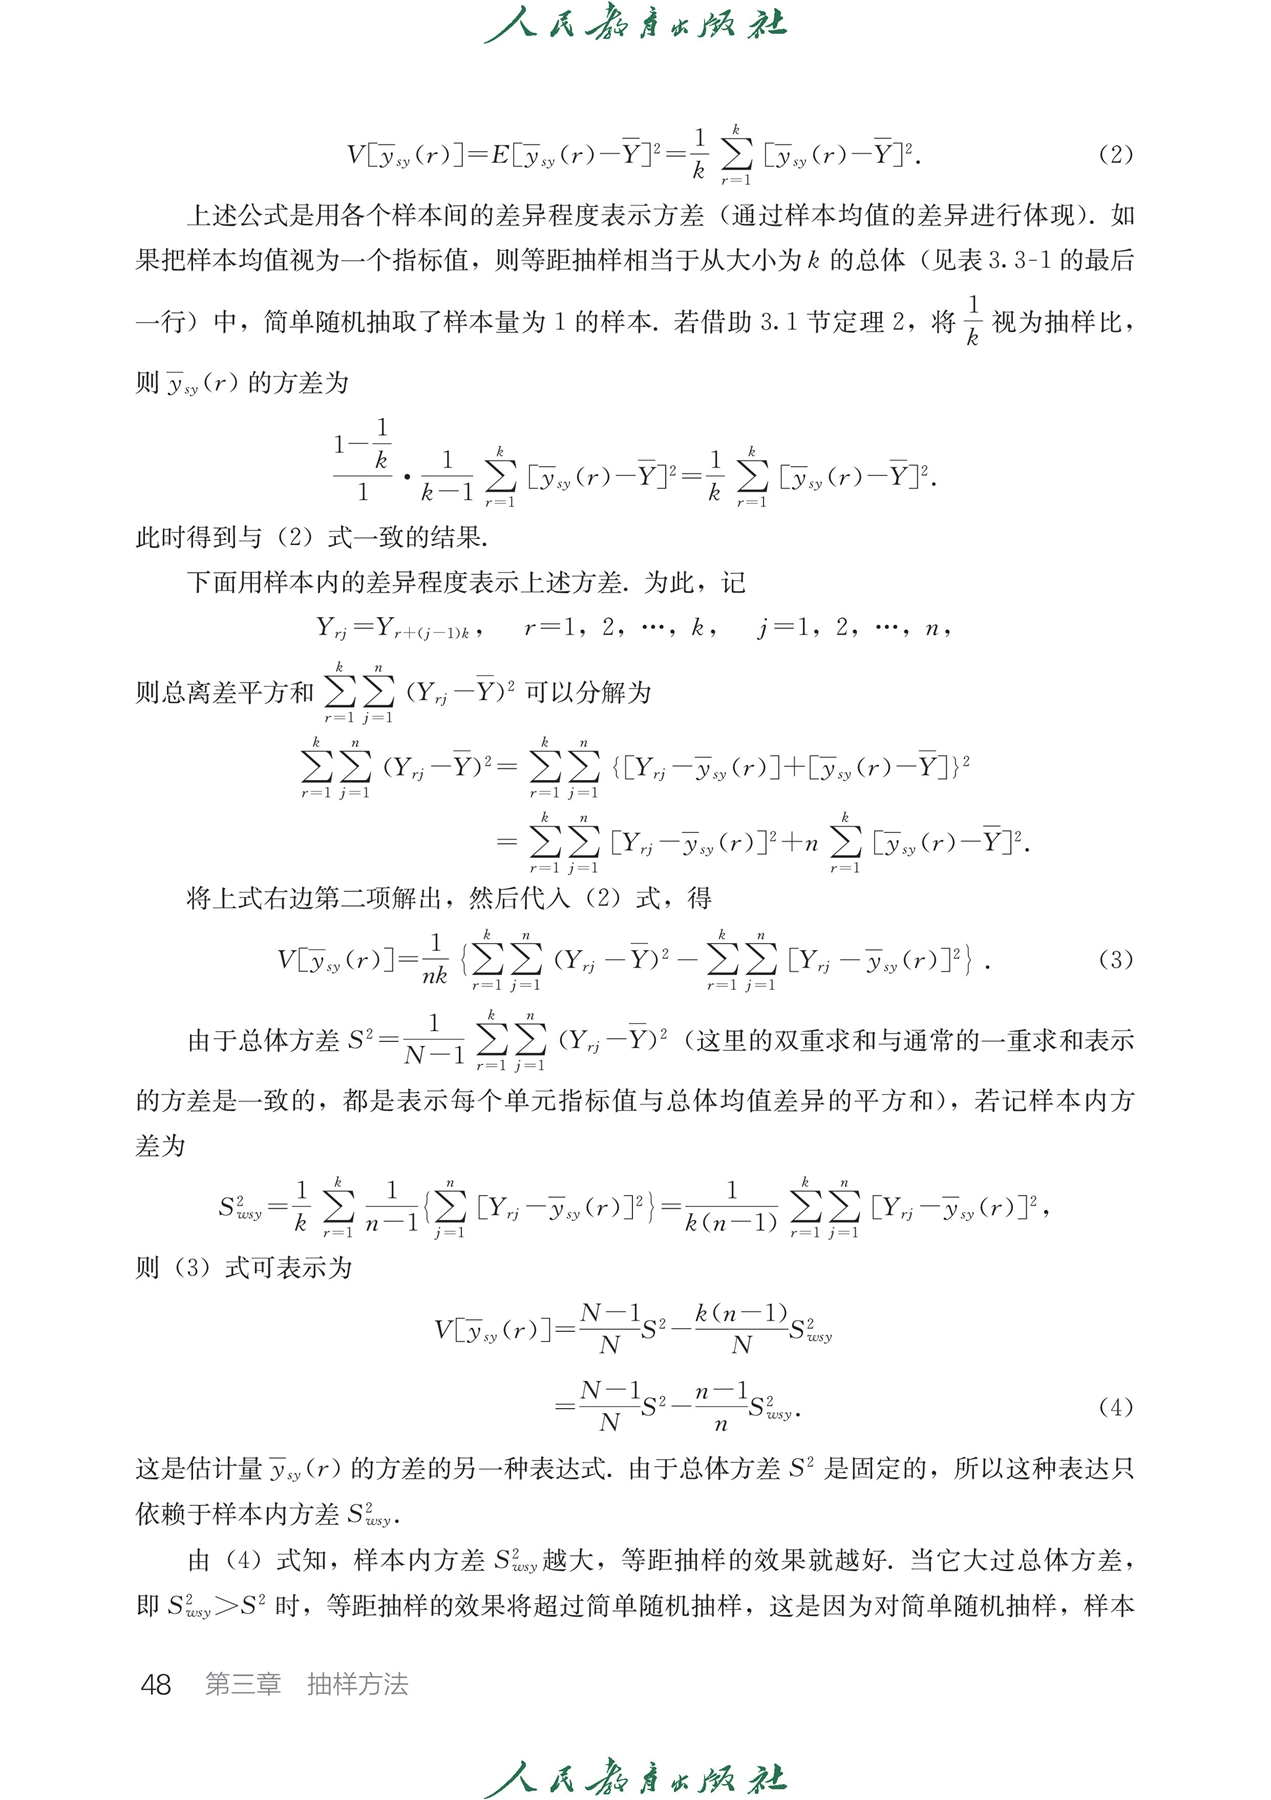 人民教育出版社
$V[\overline{y}_{sy}(r)]=E[\overline{y}_{sy}(r)-\overline{Y}]^2=\frac{1}{k}\sum_{r=1}^{k}[\overline{y}_{sy}(r)-\overline{Y}]^2.$ (2)
上述公式是用各个样本间的差异程度表示方差（通过样本均值的差异进行体现）. 如
果把样本均值视为一个指标值，则等距抽样相当于从大小为 $k$ 的总体（见表 3.3-1 的最后
一行）中，简单随机抽取了样本量为 1 的样本. 若借助 3.1 节定理 2，将 $\frac{1}{k}$ 视为抽样比，
则 $\overline{y}_{sy}(r)$ 的方差为
$\frac{1-\frac{1}{k}}{1}\cdot\frac{1}{k-1}\sum_{r=1}^{k}[\overline{y}_{sy}(r)-\overline{Y}]^2=\frac{1}{k}\sum_{r=1}^{k}[\overline{y}_{sy}(r)-\overline{Y}]^2.$
此时得到与（2）式一致的结果.
下面用样本内的差异程度表示上述方差. 为此，记
$Y_{rj}=Y_{r+(j-1)k}$， $r=1，2，\cdots，k$， $j=1，2，\cdots，n$，
则总离差平方和 $\sum_{r=1}^{k}\sum_{j=1}^{n}(Y_{rj}-\overline{Y})^2$ 可以分解为
$\sum_{r=1}^{k}\sum_{j=1}^{n}(Y_{rj}-\overline{Y})^2=\sum_{r=1}^{k}\sum_{j=1}^{n}\{[Y_{rj}-\overline{y}_{sy}(r)]+[\overline{y}_{sy}(r)-\overline{Y}]\}^2$
$=\sum_{r=1}^{k}\sum_{j=1}^{n}[Y_{rj}-\overline{y}_{sy}(r)]^2+n\sum_{r=1}^{k}[\overline{y}_{sy}(r)-\overline{Y}]^2.$
将上式右边第二项解出，然后代入（2）式，得
$V[\overline{y}_{sy}(r)]=\frac{1}{nk}\{\sum_{r=1}^{k}\sum_{j=1}^{n}(Y_{rj}-\overline{Y})^2-\sum_{r=1}^{k}\sum_{j=1}^{n}[Y_{rj}-\overline{y}_{sy}(r)]^2\}.$ (3)
由于总体方差 $S^2=\frac{1}{N-1}\sum_{r=1}^{k}\sum_{j=1}^{n}(Y_{rj}-\overline{Y})^2$（这里的双重求和与通常的一重求和表示
的方差是一致的，都是表示每个单元指标值与总体均值差异的平方和），若记样本内方
差为
$S_{wsy}^2=\frac{1}{k}\sum_{r=1}^{k}\frac{1}{n-1}\{\sum_{j=1}^{n}[Y_{rj}-\overline{y}_{sy}(r)]^2\}=\frac{1}{k(n-1)}\sum_{r=1}^{k}\sum_{j=1}^{n}[Y_{rj}-\overline{y}_{sy}(r)]^2$，
则（3）式可表示为
$V[\overline{y}_{sy}(r)]=\frac{N-1}{N}S^2-\frac{k(n-1)}{N}S_{wsy}^2$
$=\frac{N-1}{N}S^2-\frac{n-1}{n}S_{wsy}^2.$ (4)
这是估计量 $\overline{y}_{sy}(r)$ 的方差的另一种表达式. 由于总体方差 $S^2$ 是固定的，所以这种表达只
依赖于样本内方差 $S_{wsy}^2$.
由（4）式知，样本内方差 $S_{wsy}^2$ 越大，等距抽样的效果就越好. 当它大过总体方差，
即 $S_{wsy}^2>S^2$ 时，等距抽样的效果将超过简单随机抽样，这是因为对简单随机抽样，样本
48 第三章 抽样方法
人民教育出版社